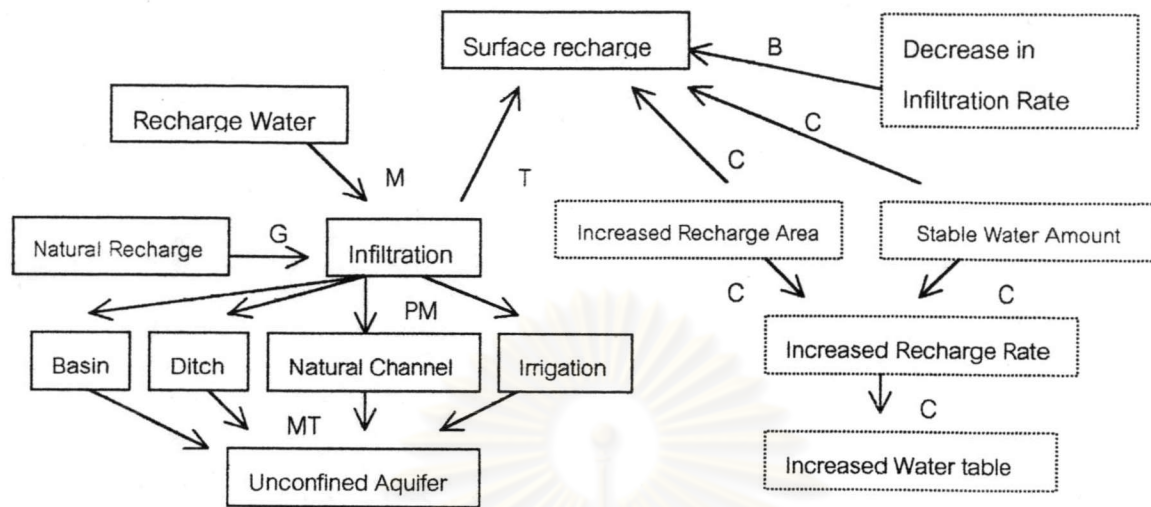 Surface recharge
B
Decrease in
Infiltration Rate
Recharge Water
C
C
M
T
Natural Recharge
G
Infiltration
Increased Recharge Area
Stable Water Amount
C
C
PM
Basin
Ditch
Natural Channel
Irrigation
Increased Recharge Rate
C
MT
Unconfined Aquifer
Increased Water table